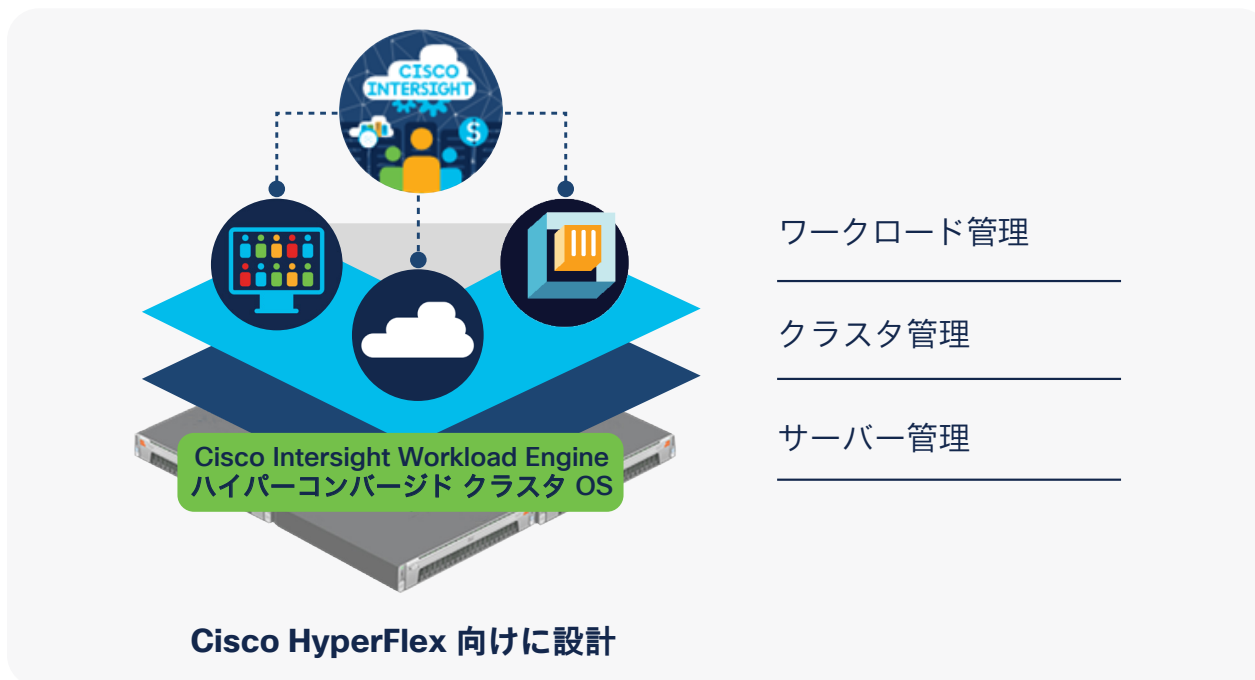 CISCO
INTERSIGHT
$
ワークロード管理
クラスタ管理
サーバー管理
Cisco Intersight Workload Engine
ハイパーコンバージド クラスタ OS
Cisco HyperFlex 向けに設計